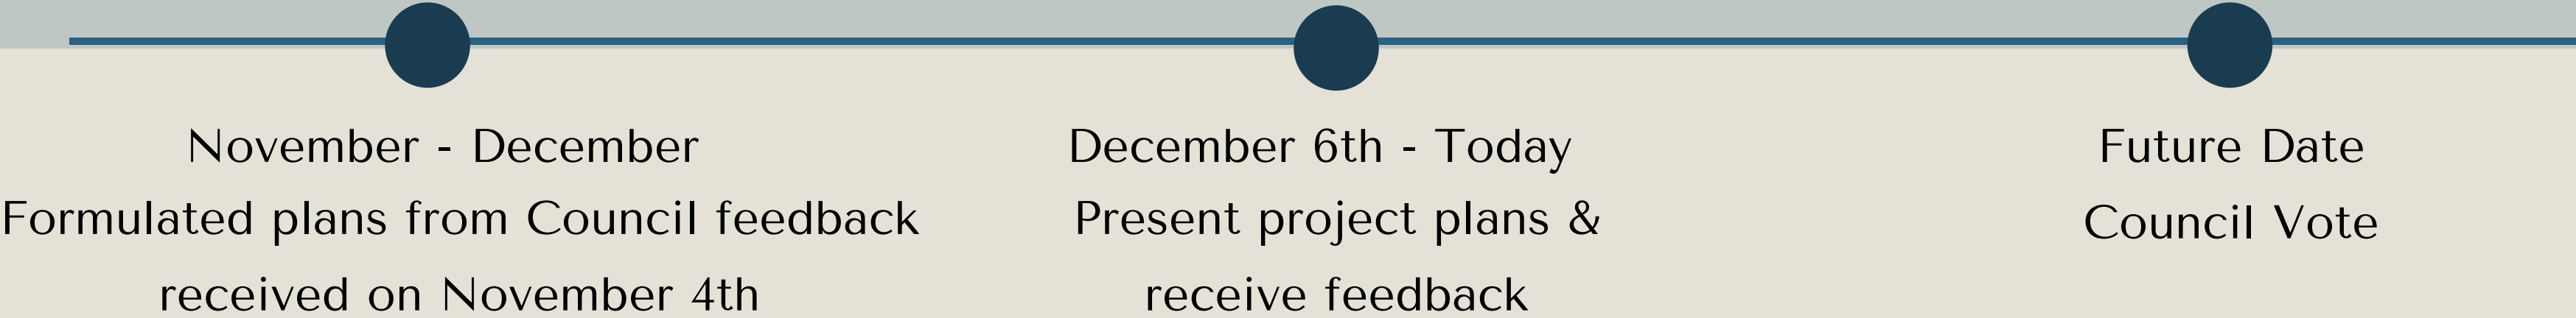 November - December
Formulated plans from Council feedback
received on November 4th
December 6th - Today
Present project plans &
receive feedback
Future Date
Council Vote